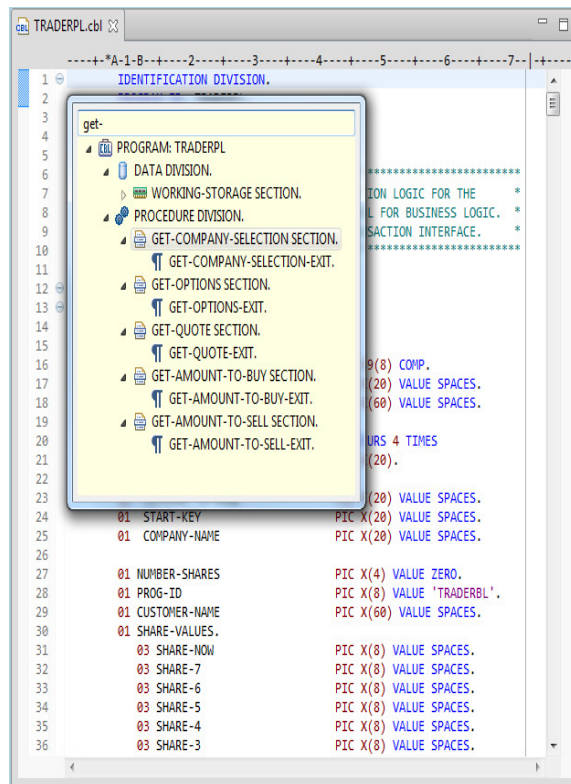 TRADERPL.cbl
----+-*A-1-B--+----2----+----3----+----4----+----5----+----6----+----7--|-+----
1 IDENTIFICATION DIVISION.
2
3
4
5
6 ************************
7 ION LOGIC FOR THE *
8 L FOR BUSINESS LOGIC. *
9 SACTION INTERFACE. *
10 ************************
11
12
13
14
15
16 9(8) COMP.
17 (20) VALUE SPACES.
18 (60) VALUE SPACES.
19
20 URS 4 TIMES
21 (20).
22
23 (20) VALUE SPACES.
24 01 START-KEY PIC X(20) VALUE SPACES.
25 01 COMPANY-NAME PIC X(20) VALUE SPACES.
26
27 01 NUMBER-SHARES PIC X(4) VALUE ZERO.
28 01 PROG-ID PIC X(8) VALUE 'TRADERBL'.
29 01 CUSTOMER-NAME PIC X(60) VALUE SPACES.
30 01 SHARE-VALUES.
31 03 SHARE-NOW PIC X(8) VALUE SPACES.
32 03 SHARE-7 PIC X(8) VALUE SPACES.
33 03 SHARE-6 PIC X(8) VALUE SPACES.
34 03 SHARE-5 PIC X(8) VALUE SPACES.
35 03 SHARE-4 PIC X(8) VALUE SPACES.
36 03 SHARE-3 PIC X(8) VALUE SPACES.
get-
PROGRAM: TRADERPL
DATA DIVISION.
WORKING-STORAGE SECTION.
PROCEDURE DIVISION.
GET-COMPANY-SELECTION SECTION.
GET-COMPANY-SELECTION-EXIT.
GET-OPTIONS SECTION.
GET-OPTIONS-EXIT.
GET-QUOTE SECTION.
GET-QUOTE-EXIT.
GET-AMOUNT-TO-BUY SECTION.
GET-AMOUNT-TO-BUY-EXIT.
GET-AMOUNT-TO-SELL SECTION.
GET-AMOUNT-TO-SELL-EXIT.